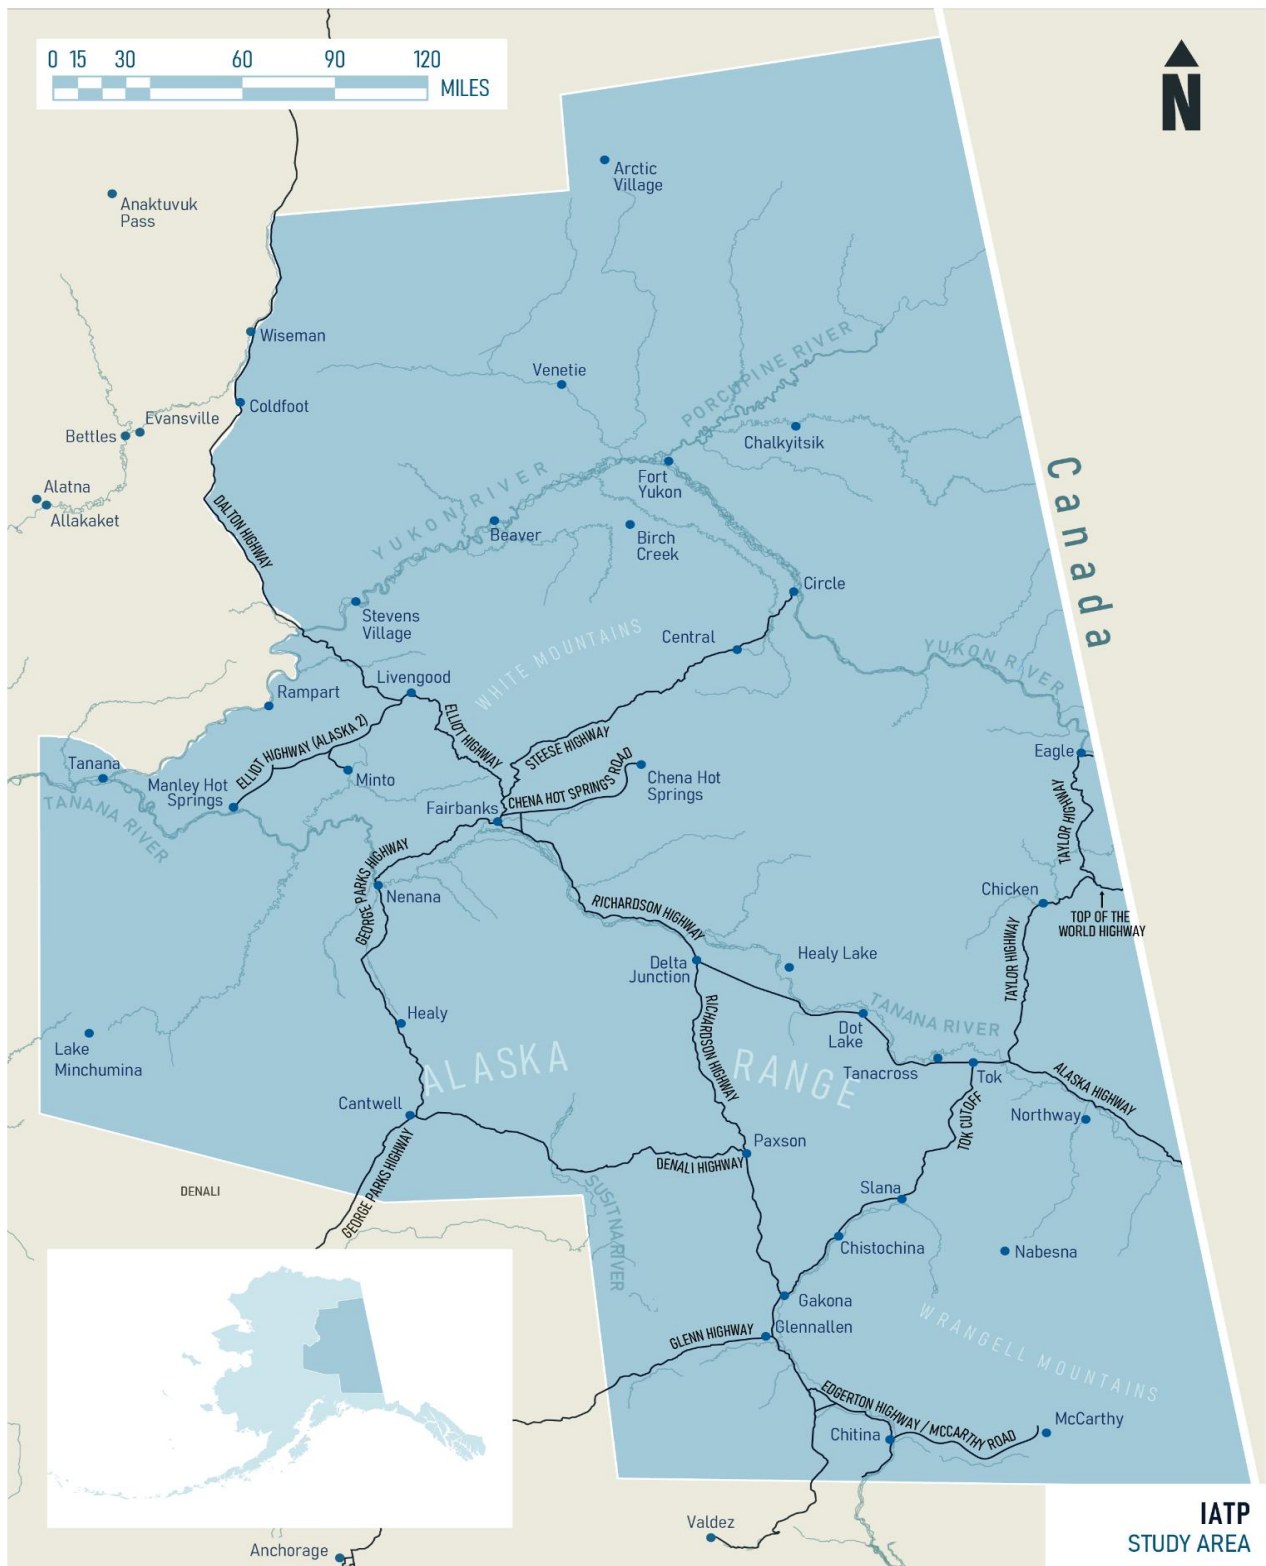 0 15 30 60 90 120
MILES
N
Arctic
Village
Anaktuvuk
Pass
Wiseman
PORCUPINE RIVER
Venetie
Coldfoot
Evansville
Bettles
Chalkyitsik
Canada
Fort
Yukon
YUKON RIVER
Alatna
Allakaket
DALTON HIGHWAY
Beaver
Birch
Creek
Circle
Stevens
Village
WHITE MOUNTAINS
Central
YUKON RIVER
Livengood
Rampart
ELLIOT HIGHWAY
STEESE HIGHWAY
ELLIOT HIGHWAY (ALASKA 2)
Eagle
Tanana
Minto
Manley Hot
Springs
CHENA HOT SPRINGS ROAD
Chena Hot
Springs
TANANA RIVER
Fairbanks
TAYLOR HIGHWAY
GEORGE PARKS HIGHWAY
Nenana
Chicken
TOP OF THE
WORLD HIGHWAY
RICHARDSON HIGHWAY
TAYLOR HIGHWAY
Healy Lake
Delta
Junction
Healy
TANANA RIVER
Dot
Lake
Lake
Minchumina
RICHARDSON HIGHWAY
ALASKA RANGE
Tanacross
Tok
ALASKA HIGHWAY
Cantwell
Northway
TOK CUTOFF
Paxson
DENALI HIGHWAY
GEORGE PARKS HIGHWAY
DENALI
Slana
SUSITNA RIVER
Chistochina
Nabesna
Gakona
Glennallen
GLENN HIGHWAY
WRANGELL MOUNTAINS
EDGERTON HIGHWAY / MCCARTHY ROAD
McCarthy
Chitina
Valdez
Anchorage
IATP
STUDY AREA